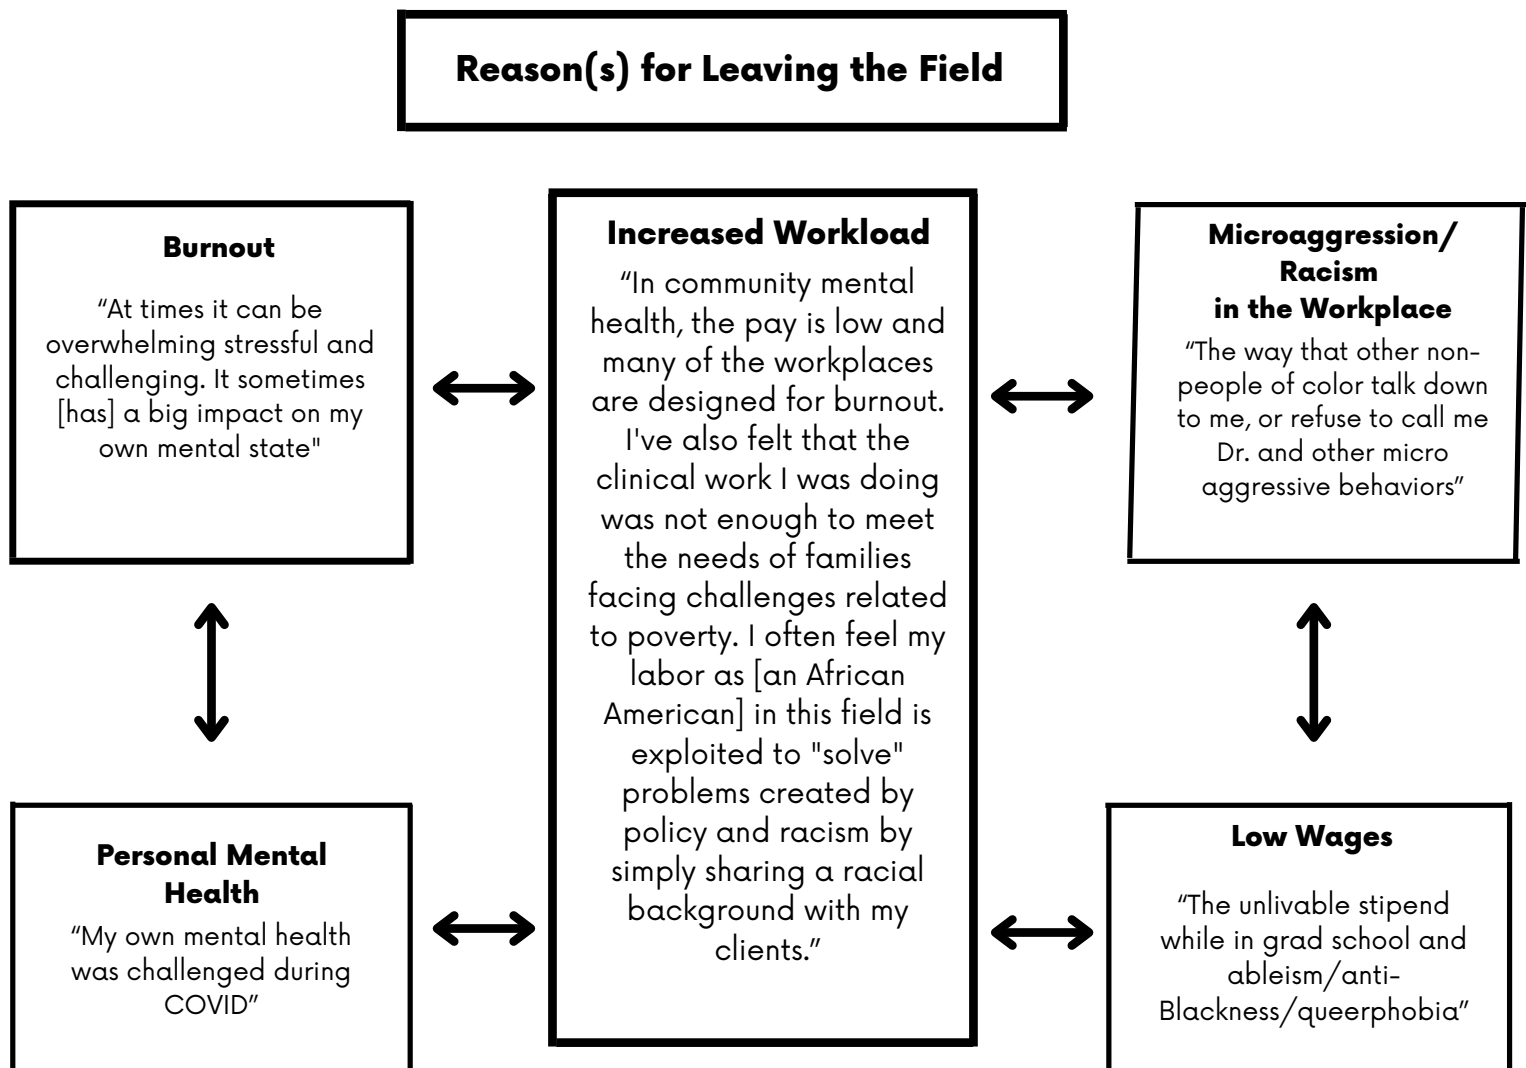 Reason(s) for Leaving the Field
Burnout
“At times it can be
overwhelming stressful and
challenging. It sometimes
[has] a big impact on my
own mental state"
Increased Workload
“In community mental
health, the pay is low and
many of the workplaces
are designed for burnout.
I've also felt that the
clinical work I was doing
was not enough to meet
the needs of families
facing challenges related
to poverty. I often feel my
labor as [an African
American] in this field is
exploited to "solve"
problems created by
policy and racism by
simply sharing a racial
background with my
clients.”
Microaggression/
Racism
in the Workplace
“The way that other non-
people of color talk down
to me, or refuse to call me
Dr. and other micro
aggressive behaviors”
Personal Mental
Health
“My own mental health
was challenged during
COVID”
Low Wages
“The unlivable stipend
while in grad school and
ableism/anti-
Blackness/queerphobia”